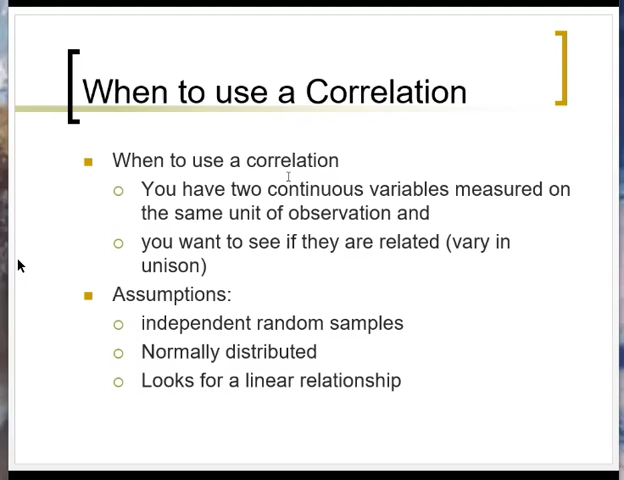 When to use a Correlation
When to use a correlation
You have two continuous variables measured on
the same unit of observation and
you want to see if they are related (vary in
unison)
Assumptions:
independent random samples
Normally distributed
Looks for a linear relationship